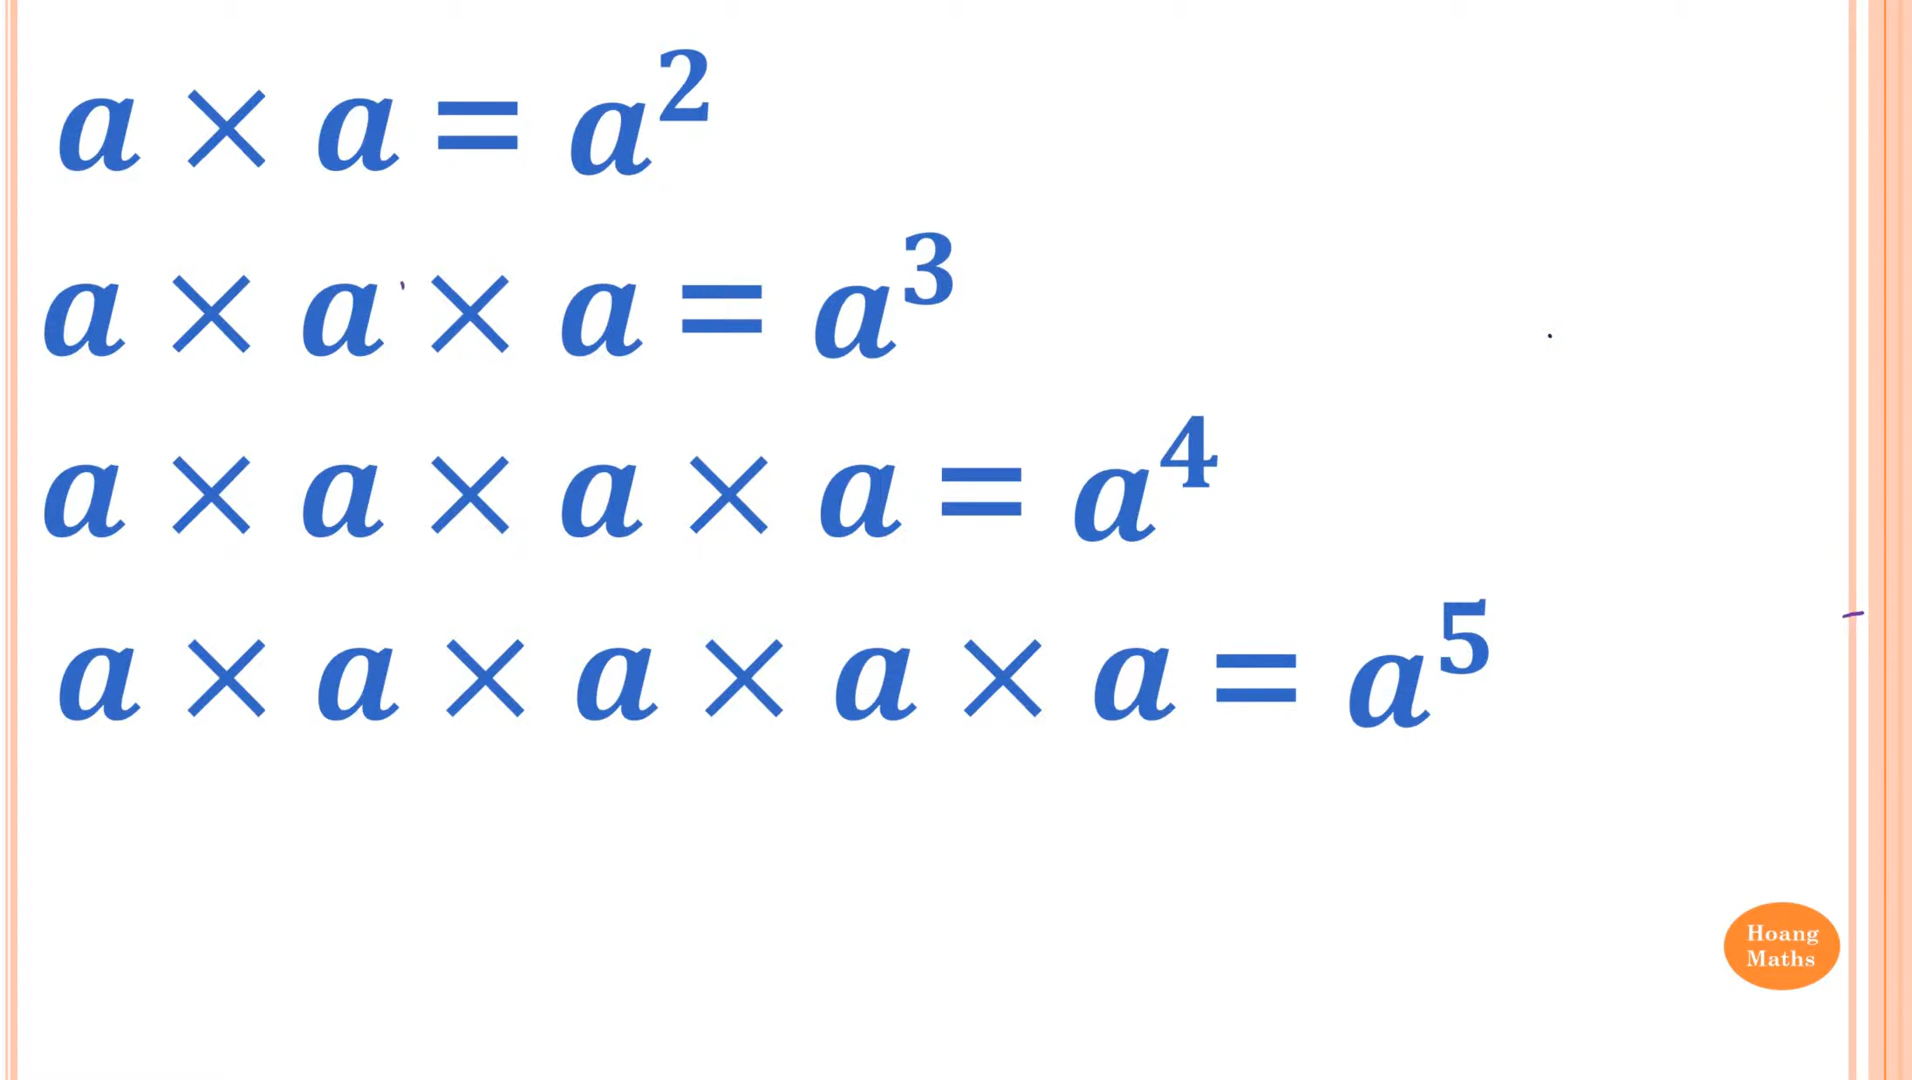 a × a = a²
a × a × a = a³
a × a × a × a = a⁴
a × a × a × a × a = a⁵
Hoang
Maths